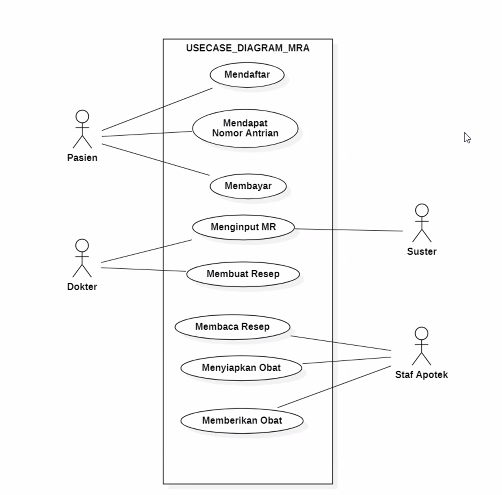 USECASE_DIAGRAM_MRA
Mendaftar
Mendapat
Nomor Antrian
Pasien
Membayar
Menginput MR
Suster
Dokter
Membuat Resep
Membaca Resep
Menyiapkan Obat
Staf Apotek
Memberikan Obat